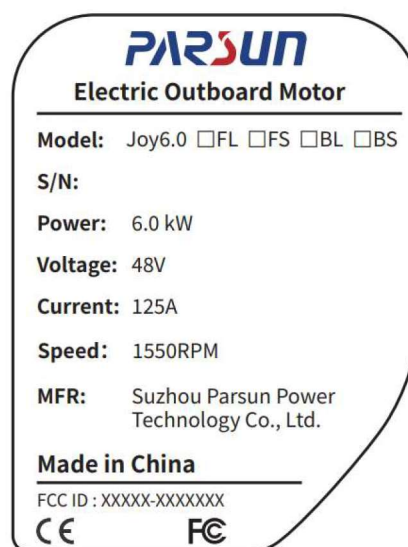 PARSUN
Electric Outboard Motor
Model: Joy6.0 □FL □FS □BL □BS
S/N:
Power: 6.0 kW
Voltage: 48V
Current: 125A
Speed: 1550RPM
MFR: Suzhou Parsun Power
Technology Co., Ltd.
Made in China
FCC ID : XXXXX-XXXXXXX
CE FC